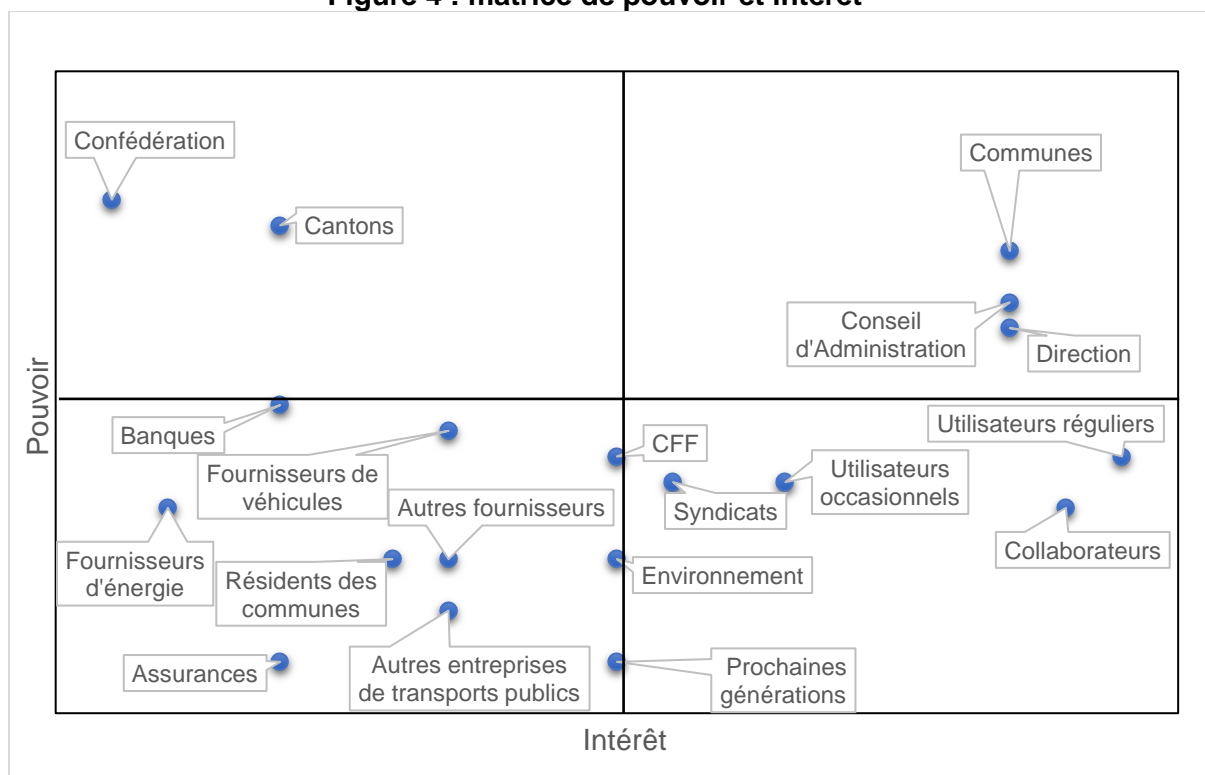 Figure 4 : matrice de pouvoir et intérêt
Confédération
Communes
Cantons
Conseil
d'Administration
Direction
Pouvoir
Banques
Utilisateurs réguliers
CFF
Fournisseurs de
véhicules
Utilisateurs
occasionnels
Autres fournisseurs
Syndicats
Collaborateurs
Fournisseurs
d'énergie
Résidents des
communes
Environnement
Assurances
Autres entreprises
de transports publics
Prochaines
générations
Intérêt